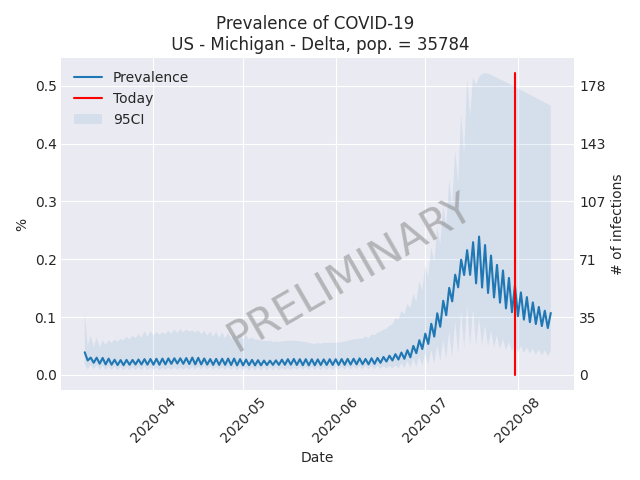 Prevalence of COVID-19
US - Michigan - Delta, pop. = 35784
Prevalence
Today
95CI
PRELIMINARY
%
0.5
0.4
0.3
0.2
0.1
0.0
178
143
107
71
35
0
# of infections
2020-04
2020-05
2020-06
2020-07
2020-08
Date